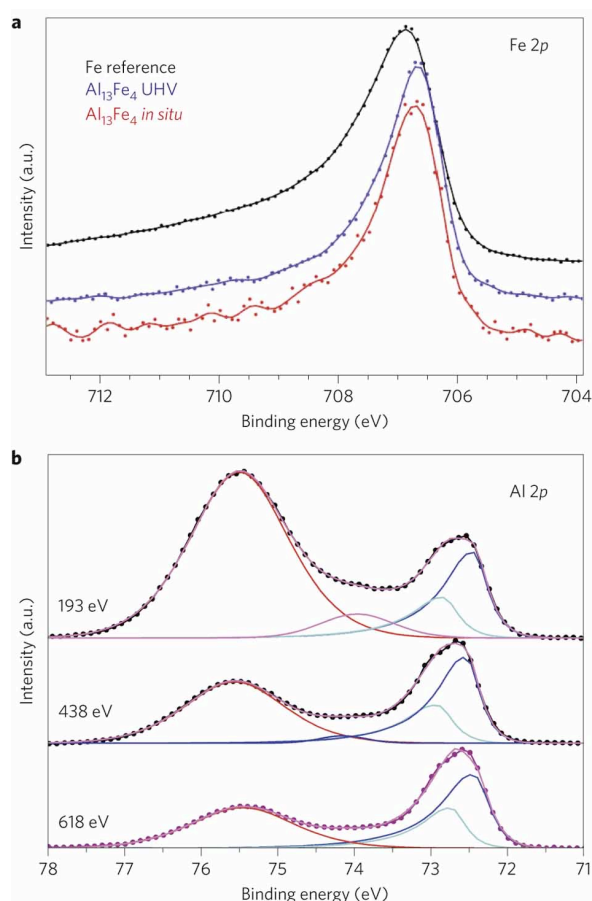 a
Fe 2p
Fe reference
Al₁₃Fe₄ UHV
Al₁₃Fe₄ in situ
Intensity (a.u.)
712 710 708 706 704
Binding energy (eV)
b
Al 2p
193 eV
438 eV
618 eV
Intensity (a.u.)
78 77 76 75 74 73 72 71
Binding energy (eV)